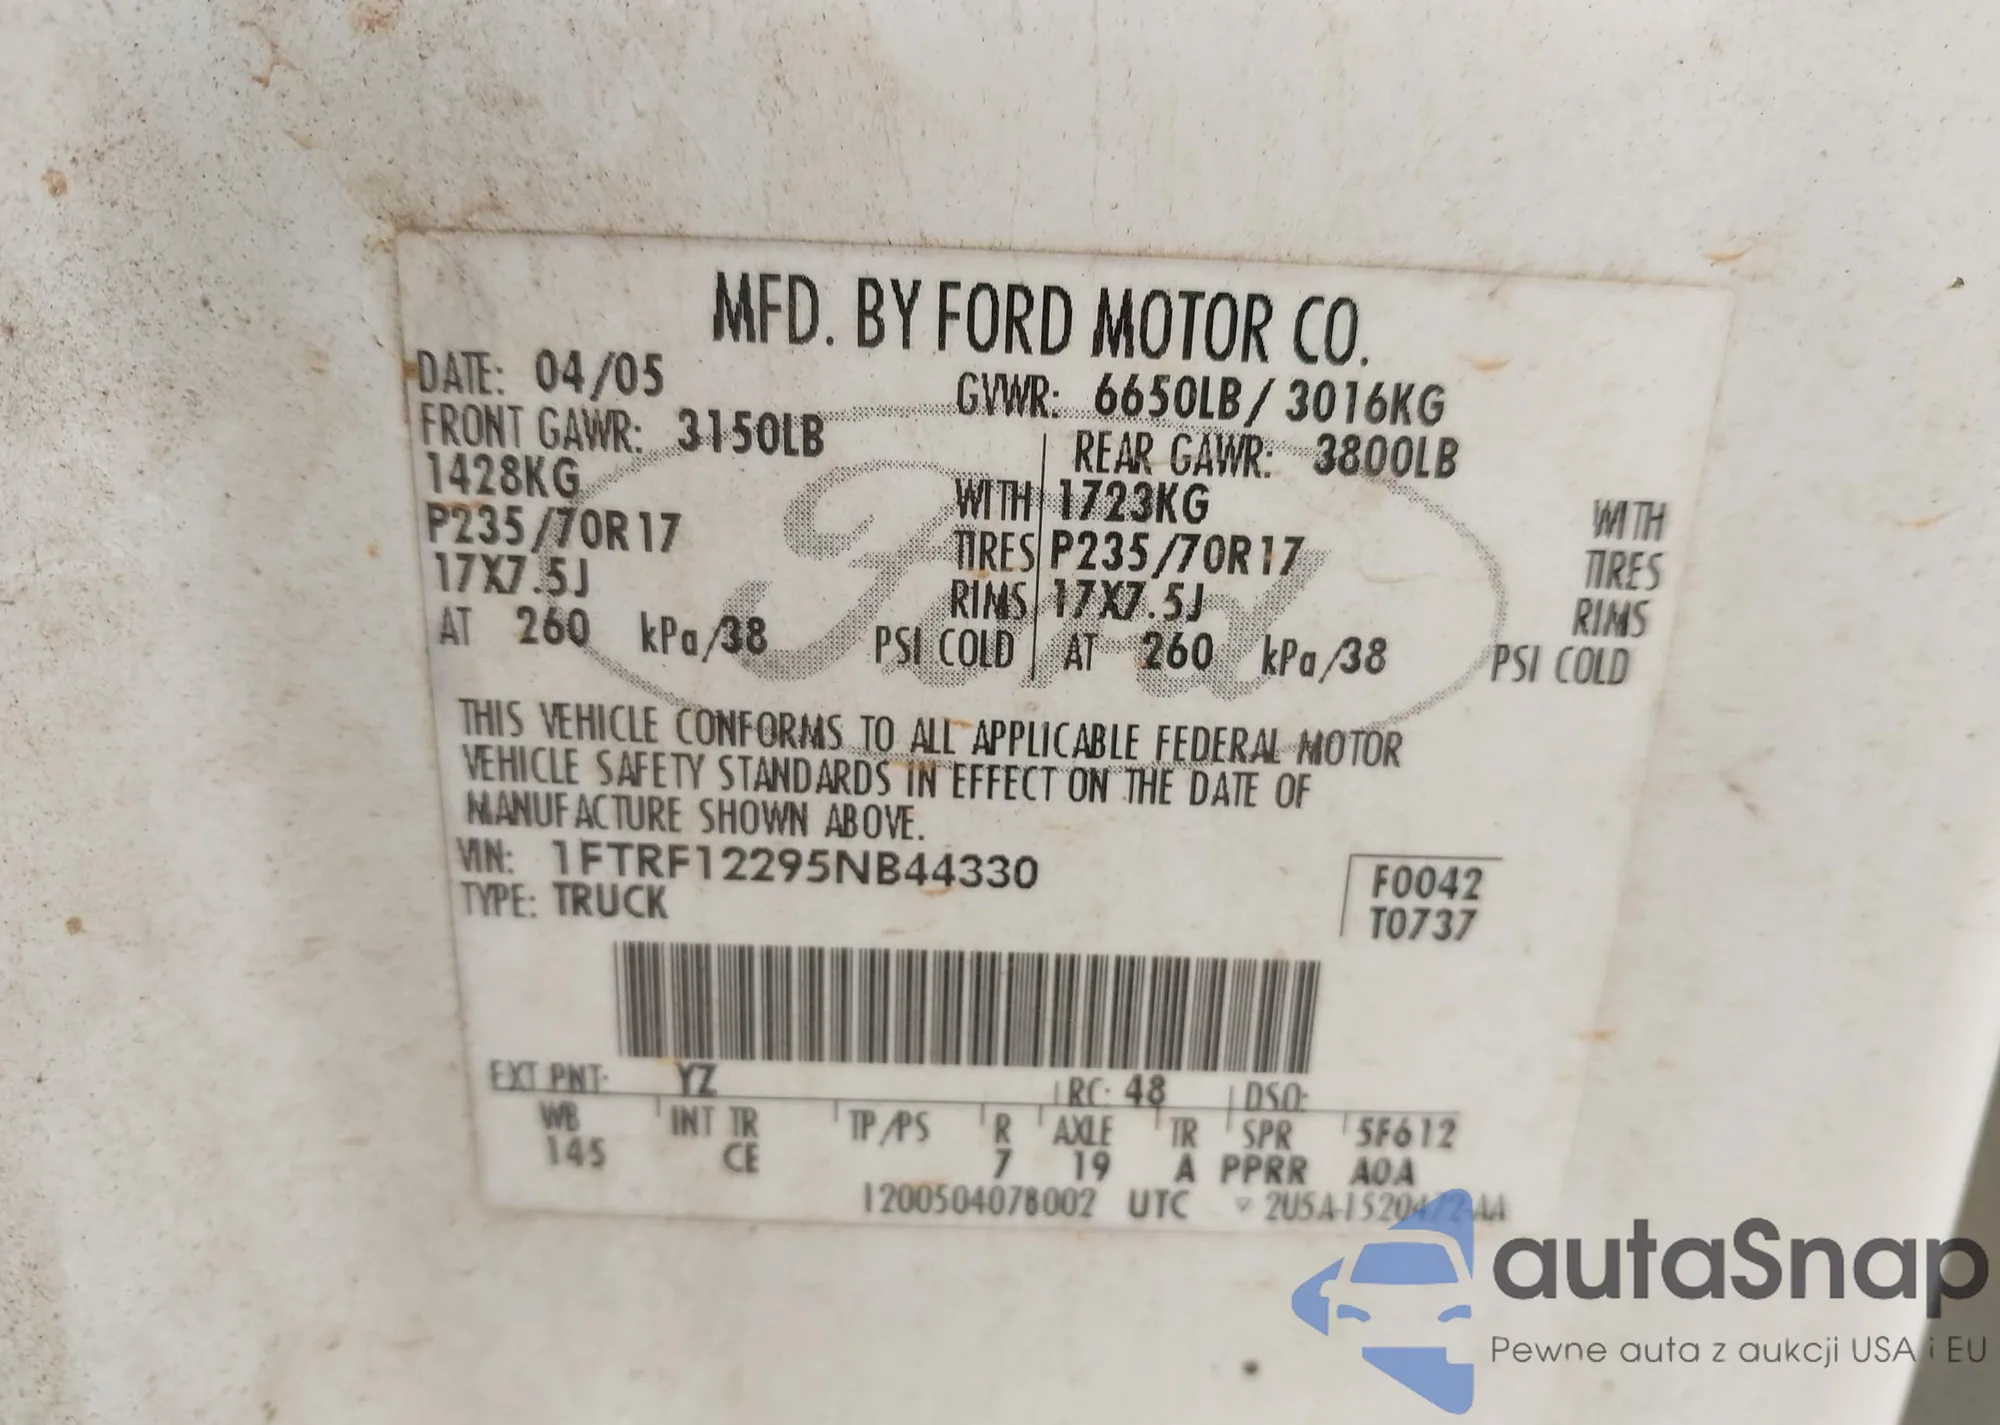 MFD. BY FORD MOTOR CO.
DATE: 04/05
GVWR: 6650LB/ 3016KG
FRONT GAWR: 3150LB
REAR GAWR: 3800LB
1428KG WITH 1723KG WITH
P235/70R17 TIRES P235/70R17 TIRES
17X7.5J RIMS 17X7.5J RIMS
AT 260 kPa/38 PSI COLD AT 260 kPa/38 PSI COLD
Ford
THIS VEHICLE CONFORMS TO ALL APPLICABLE FEDERAL MOTOR
VEHICLE SAFETY STANDARDS IN EFFECT ON THE DATE OF
MANUFACTURE SHOWN ABOVE.
VIN: 1FTRF12295NB44330
TYPE: TRUCK
F0042
T0737
EXT PNT: YZ RC: 48 DSO:
WB INT TR TP/PS R AXLE TR SPR 5F612
145 CE 7 19 A PPRR A0A
1200504078002 UTC ▽ 2U5A-1520472-AA
autaSnap
Pewne auta z aukcji USA i EU